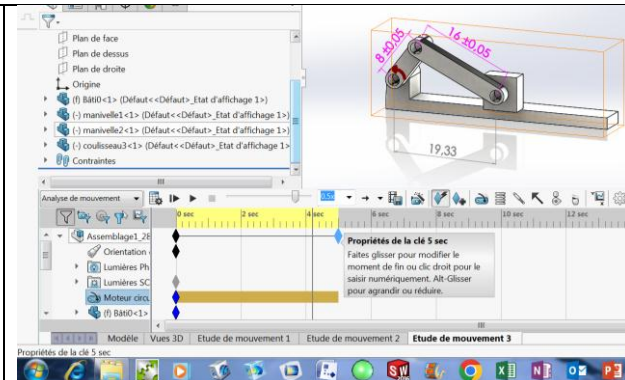 Plan de face
Plan de dessus
Plan de droite
Origine
(f) Bâti0<1> (Défaut<<Défaut>_Etat d'affichage 1>)
(-) manivelle1<1> (Défaut<<Défaut>_Etat d'affichage 1>)
(-) manivelle2<1> (Défaut<<Défaut>_Etat d'affichage 1>)
(-) coulisseau3<1> (Défaut<<Défaut>_Etat d'affichage 1>
Contraintes
8 ±0,05
16 ±0,05
19,33
Analyse de mouvement
0 sec 2 sec 4 sec 6 sec 8 sec 10 sec 12 sec
Assemblage1_2E
Orientation
Lumières Ph
Lumières SC
Moteur circu
(f) Bâti0<1>
Propriétés de la clé 5 sec
Faites glisser pour modifier le
moment de fin ou clic droit pour le
saisir numériquement. Alt-Glisser
pour agrandir ou réduire.
Modèle Vues 3D Etude de mouvement 1 Etude de mouvement 2 Etude de mouvement 3
Propriétés de la clé 5 sec